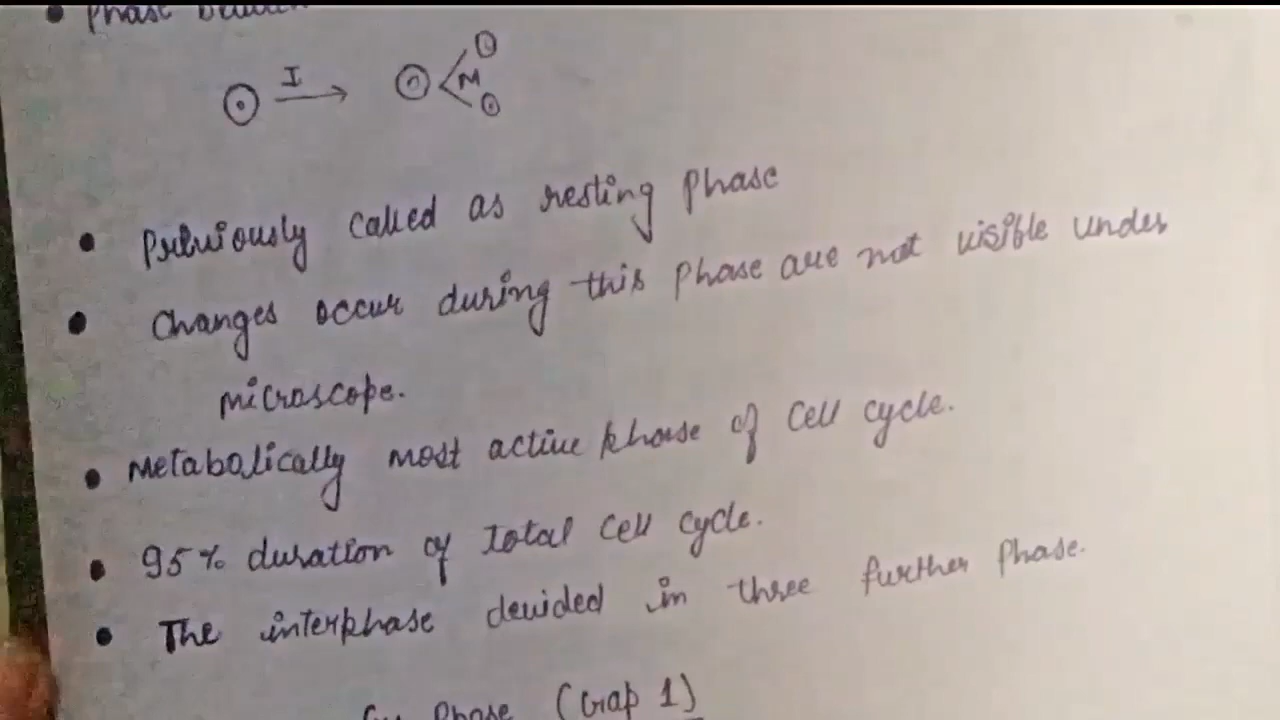 • Phase
I
M
• Previously called as resting phase
• Changes occur during this phase are not visible under
microscope.
• Metabolically most active phase of cell cycle.
• 95% duration of total cell cycle.
• The interphase devided in three further phase.
Phase (Gap 1)